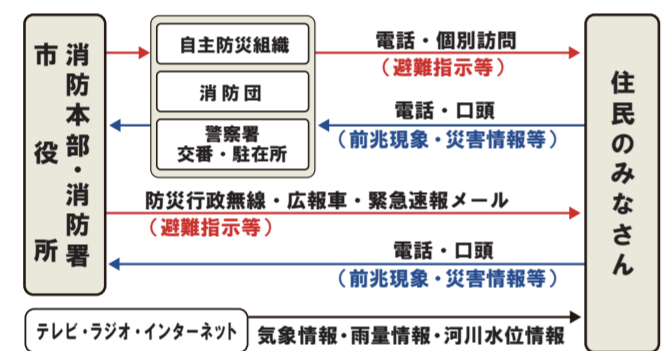 市役所
消防本部・消防署
自主防災組織
消防団
警察署
交番・駐在所
電話・個別訪問
（避難指示等）
電話・口頭
（前兆現象・災害情報等）
防災行政無線・広報車・緊急速報メール
（避難指示等）
電話・口頭
（前兆現象・災害情報等）
住民のみなさん
テレビ・ラジオ・インターネット
気象情報・雨量情報・河川水位情報